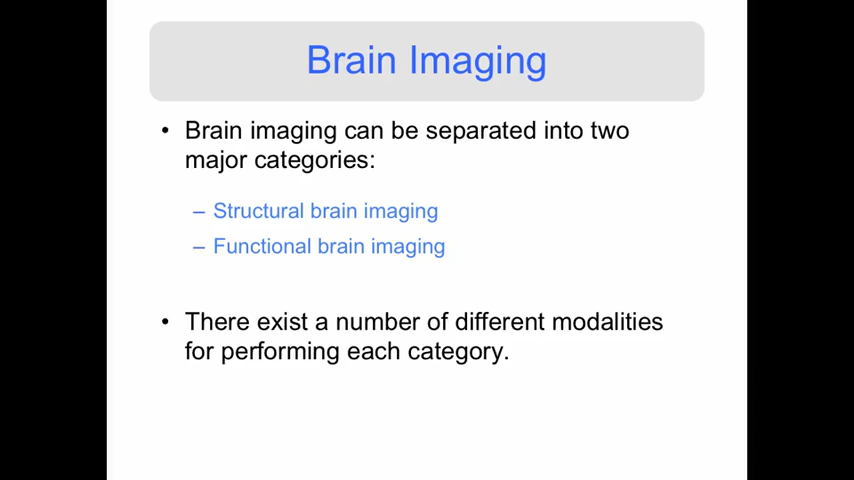 Brain Imaging
• Brain imaging can be separated into two
major categories:
– Structural brain imaging
– Functional brain imaging
• There exist a number of different modalities
for performing each category.